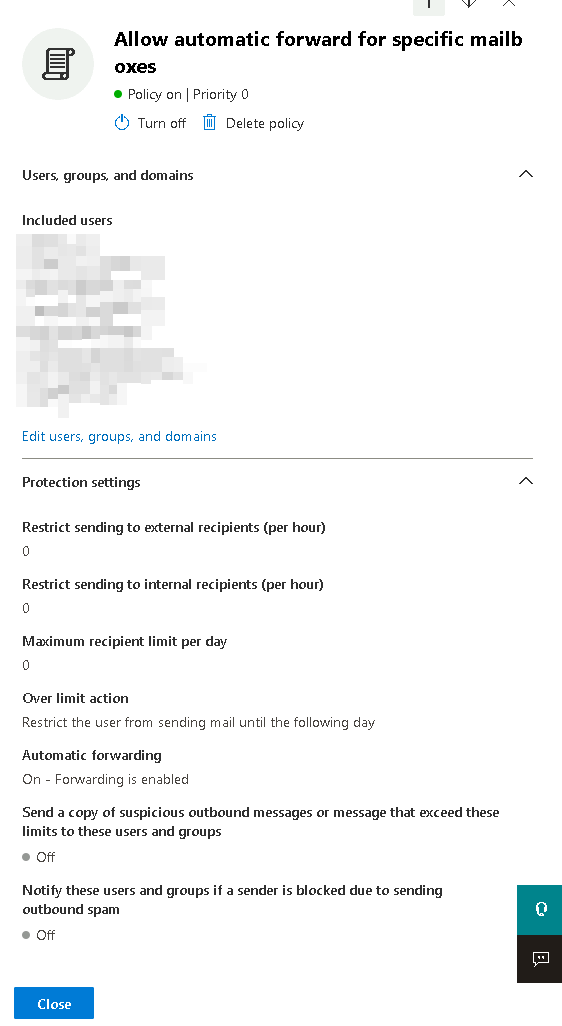 Allow automatic forward for specific mailb
oxes
Policy on | Priority 0
Turn off Delete policy
Users, groups, and domains
Included users
Edit users, groups, and domains
Protection settings
Restrict sending to external recipients (per hour)
0
Restrict sending to internal recipients (per hour)
0
Maximum recipient limit per day
0
Over limit action
Restrict the user from sending mail until the following day
Automatic forwarding
On - Forwarding is enabled
Send a copy of suspicious outbound messages or message that exceed these
limits to these users and groups
Off
Notify these users and groups if a sender is blocked due to sending
outbound spam
Off
Close